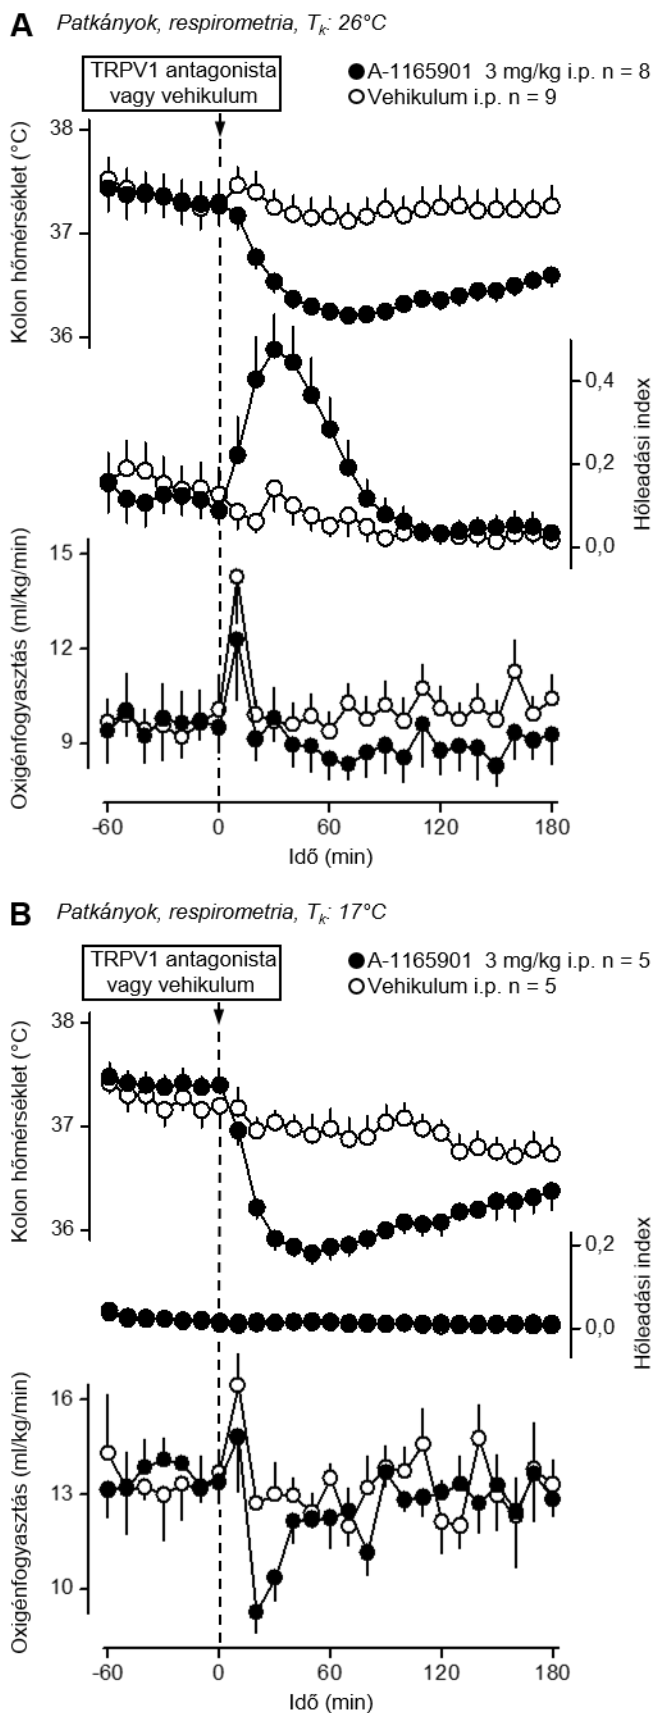 A Patkányok, respirometria, Tk: 26°C
TRPV1 antagonista
vagy vehikulum
A-1165901 3 mg/kg i.p. n = 8
Vehikulum i.p. n = 9
Kolon hőmérséklet (°C)
38
37
36
Hőleadási index
0,4
0,2
0,0
Oxigénfogyasztás (ml/kg/min)
15
12
9
-60 0 60 120 180
Idő (min)
B Patkányok, respirometria, Tk: 17°C
TRPV1 antagonista
vagy vehikulum
A-1165901 3 mg/kg i.p. n = 5
Vehikulum i.p. n = 5
Kolon hőmérséklet (°C)
38
37
36
Hőleadási index
0,2
0,0
Oxigénfogyasztás (ml/kg/min)
16
13
10
-60 0 60 120 180
Idő (min)